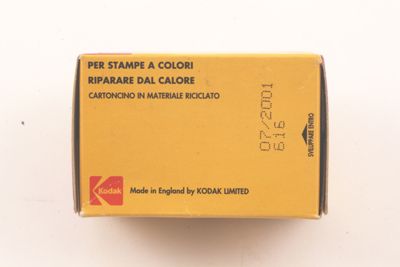 PER STAMPE A COLORI
RIPARARE DAL CALORE
CARTONCINO IN MATERIALE RICICLATO
07/2001
616
SVILUPPARE ENTRO
Kodak
Made in England by KODAK LIMITED